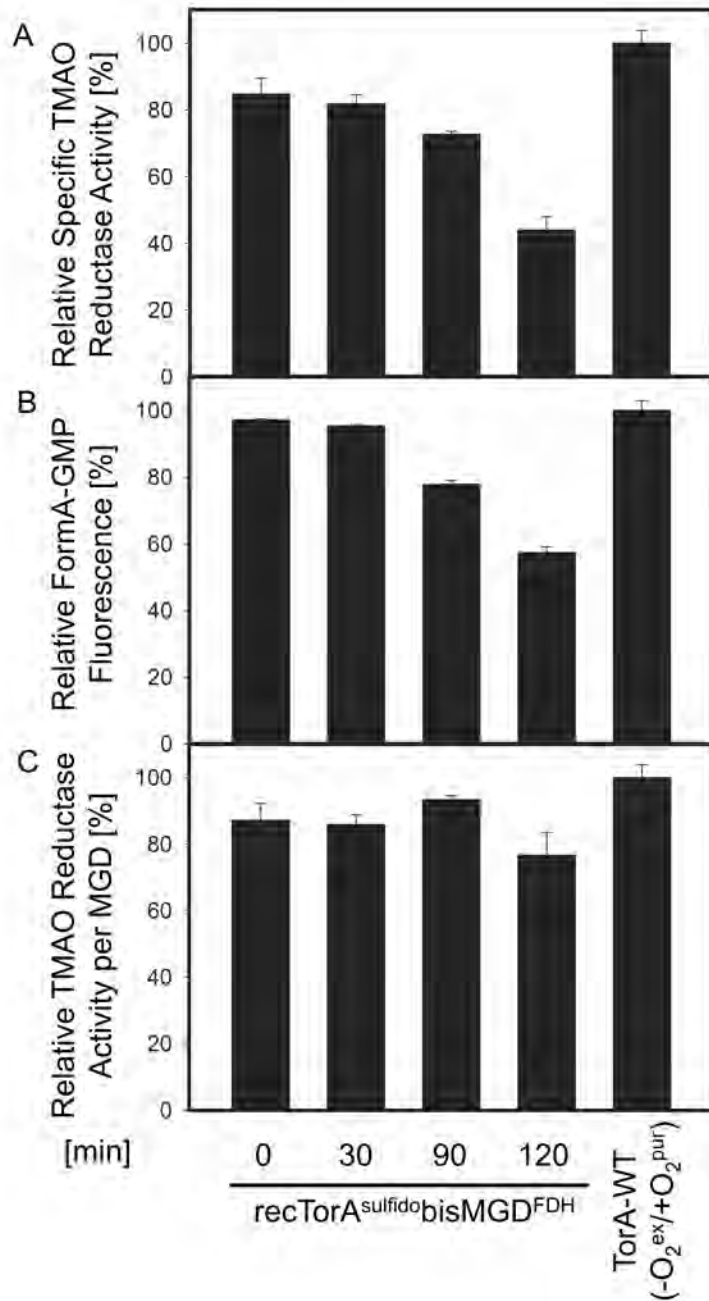 A
Relative Specific TMAO
Reductase Activity [%]
100
80
60
40
20
0
B
Relative FormA-GMP
Fluorescence [%]
100
80
60
40
20
0
C
Relative TMAO Reductase
Activity per MGD [%]
100
80
60
40
20
0
[min]
0 30 90 120
recTorAsulfidobisMGDFDH
TorA-WT
(-O2ex/+O2pur)